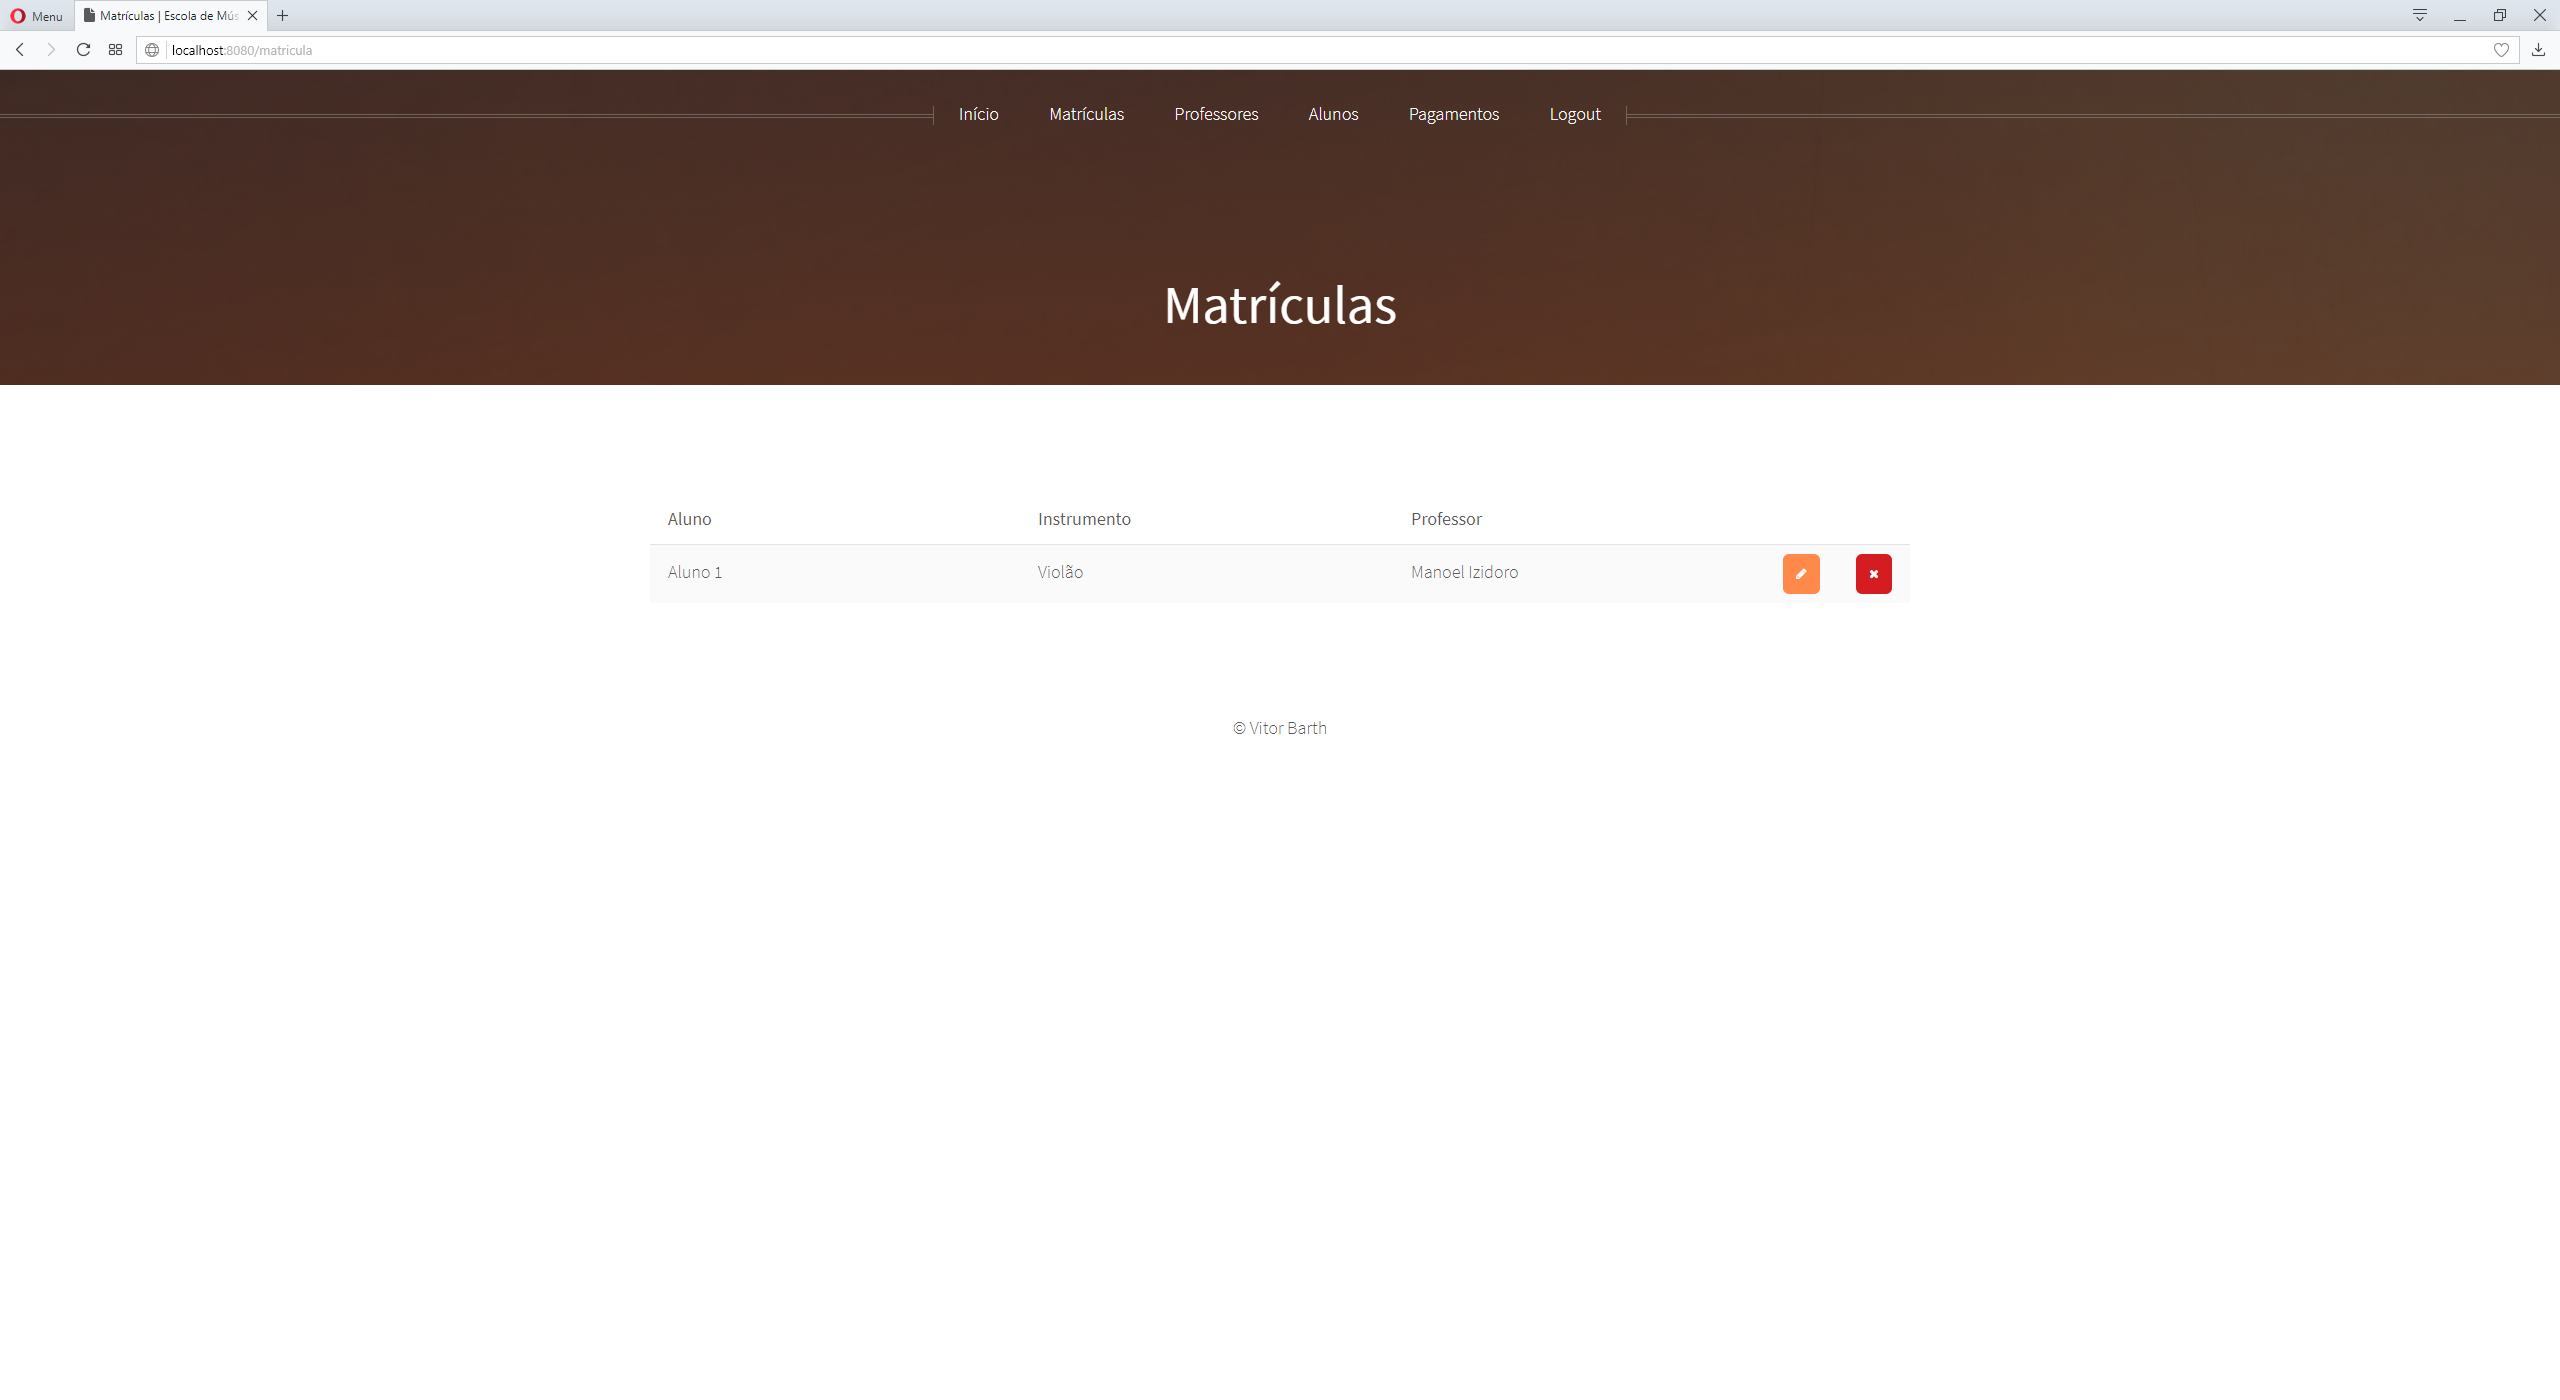 Menu
Matrículas | Escola de Mús
localhost:8080/matricula
Início Matrículas Professores Alunos Pagamentos Logout
Matrículas
Aluno Instrumento Professor
Aluno 1 Violão Manoel Izidoro
© Vitor Barth